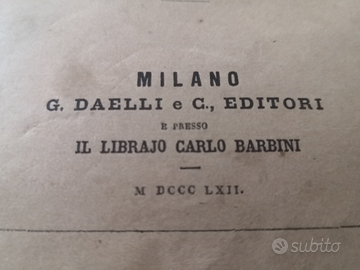 MILANO
G. DAELLI e C., EDITORI
E PRESSO
IL LIBRAJO CARLO BARBINI
M DCCC LXII.
subito